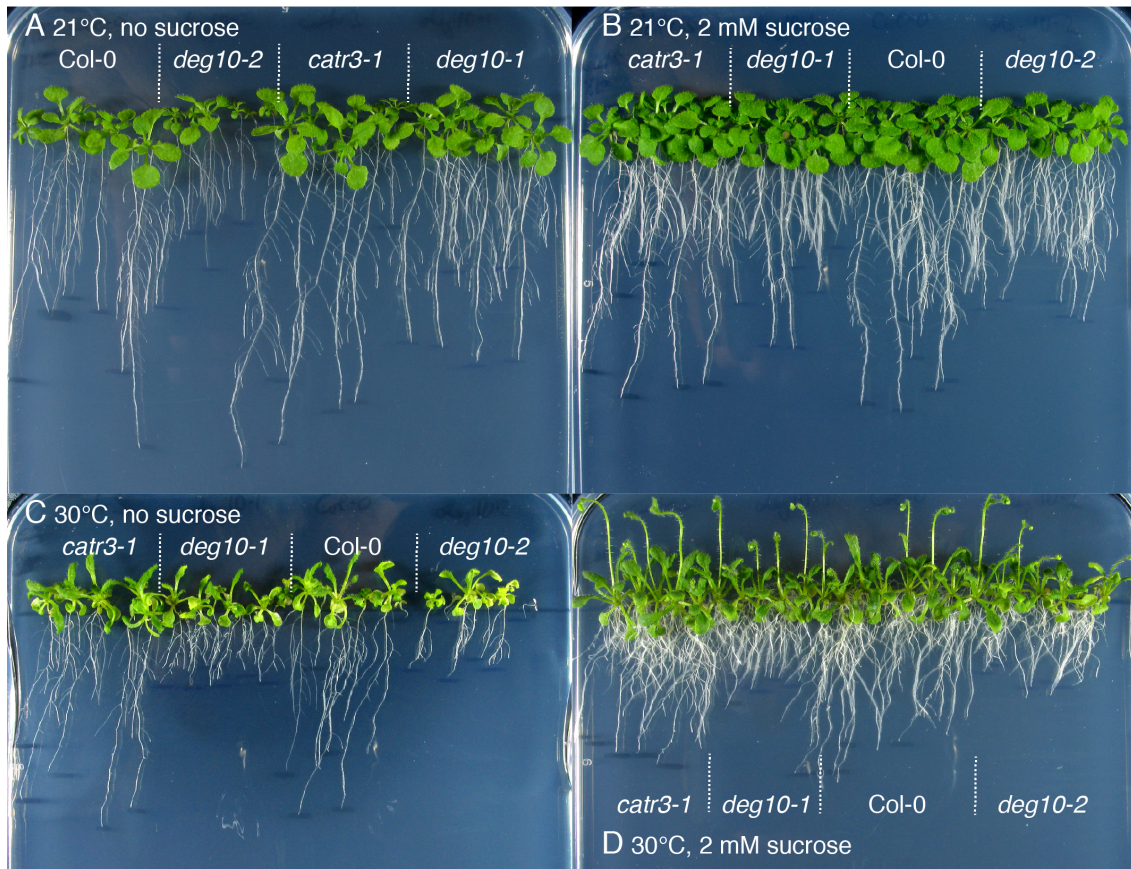 A 21°C, no sucrose
Col-0 deg10-2 catr3-1 deg10-1
B 21°C, 2 mM sucrose
catr3-1 deg10-1 Col-0 deg10-2
C 30°C, no sucrose
catr3-1 deg10-1 Col-0 deg10-2
catr3-1 deg10-1 Col-0 deg10-2
D 30°C, 2 mM sucrose